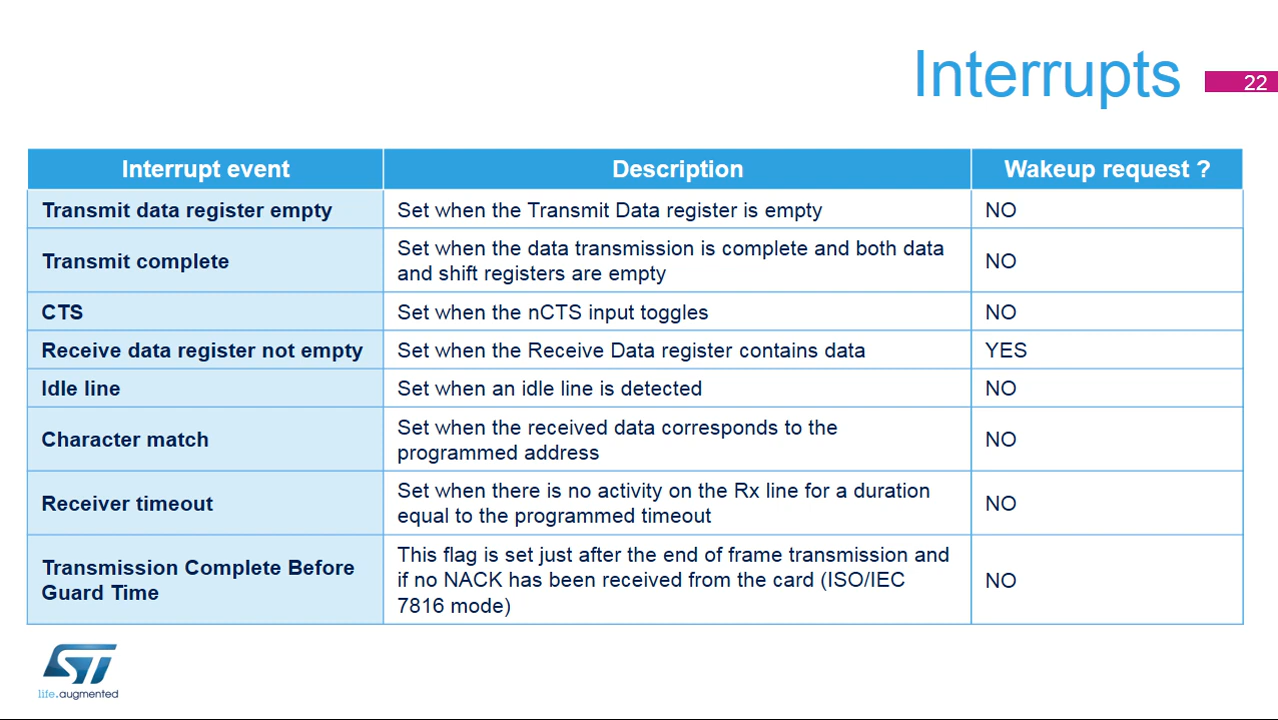 Interrupts
22
Interrupt event
Description
Wakeup request ?
Transmit data register empty
Set when the Transmit Data register is empty
NO
Transmit complete
Set when the data transmission is complete and both data
and shift registers are empty
NO
CTS
Set when the nCTS input toggles
NO
Receive data register not empty
Set when the Receive Data register contains data
YES
Idle line
Set when an idle line is detected
NO
Character match
Set when the received data corresponds to the
programmed address
NO
Receiver timeout
Set when there is no activity on the Rx line for a duration
equal to the programmed timeout
NO
Transmission Complete Before
Guard Time
This flag is set just after the end of frame transmission and
if no NACK has been received from the card (ISO/IEC
7816 mode)
NO
ST
life.augmented